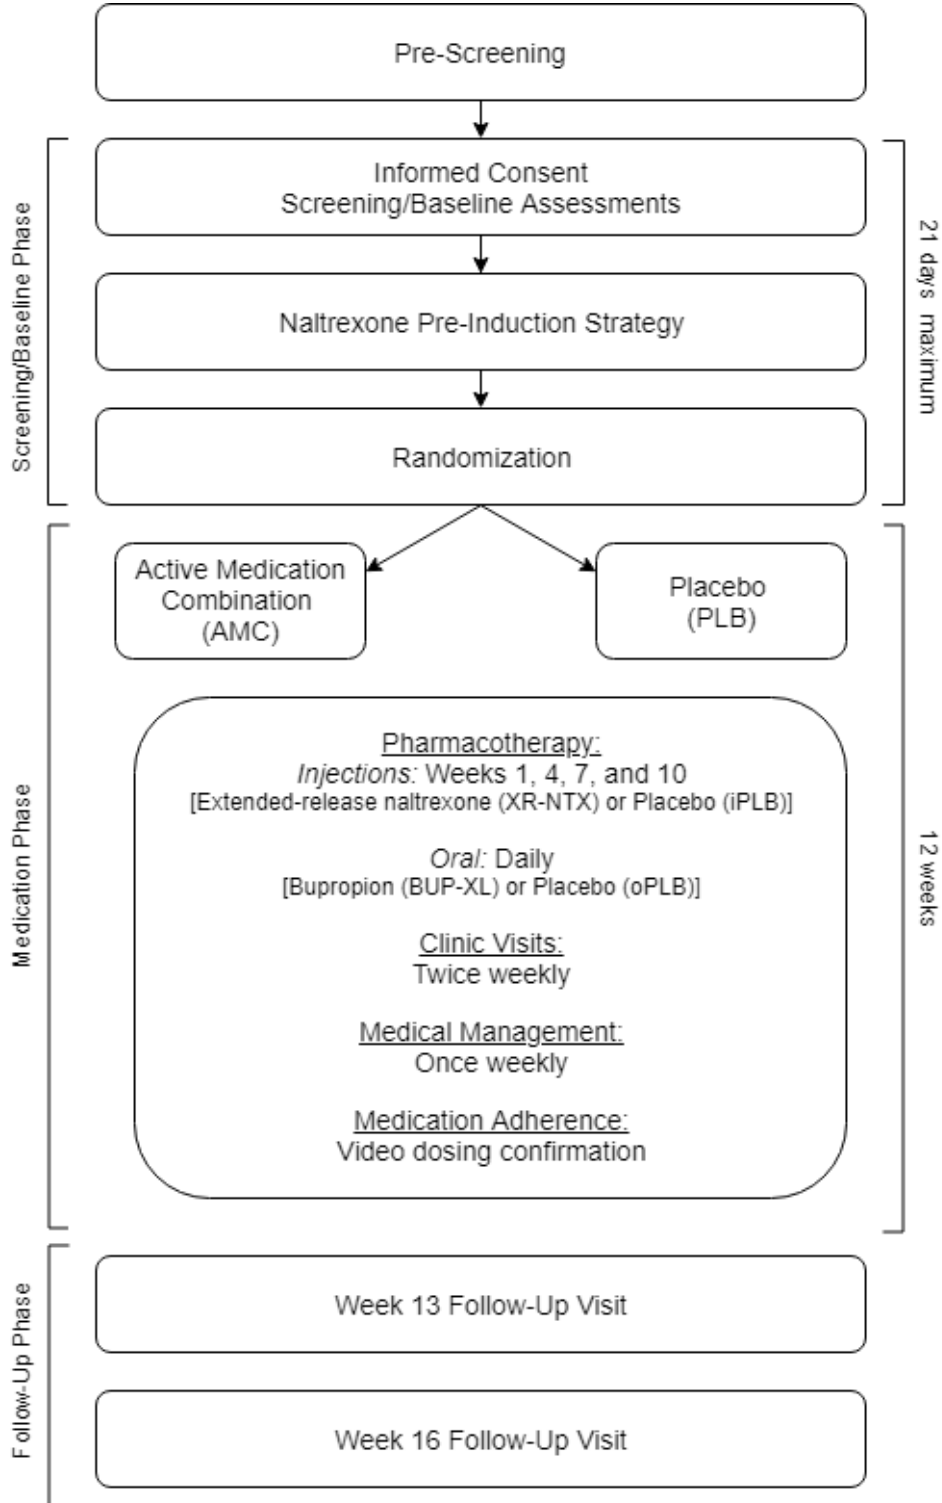 Pre-Screening
Screening/Baseline Phase
Informed Consent
Screening/Baseline Assessments
Naltrexone Pre-Induction Strategy
Randomization
21 days maximum
Medication Phase
Active Medication
Combination
(AMC)
Placebo
(PLB)
Pharmacotherapy:
Injections: Weeks 1, 4, 7, and 10
[Extended-release naltrexone (XR-NTX) or Placebo (iPLB)]
Oral: Daily
[Bupropion (BUP-XL) or Placebo (oPLB)]
Clinic Visits:
Twice weekly
Medical Management:
Once weekly
Medication Adherence:
Video dosing confirmation
12 weeks
Follow-Up Phase
Week 13 Follow-Up Visit
Week 16 Follow-Up Visit